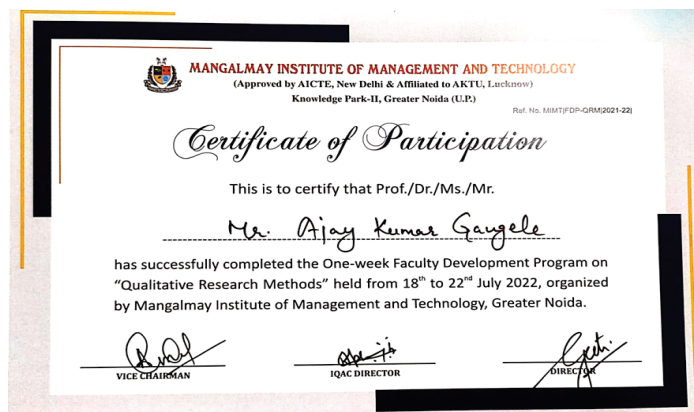 MANGALMAY INSTITUTE OF MANAGEMENT AND TECHNOLOGY
(Approved by AICTE, New Delhi & Affiliated to AKTU, Lucknow)
Knowledge Park-II, Greater Noida (U.P.)
Ref. No. MIMT|FDP-QRM|2021-22|
Certificate of Participation
This is to certify that Prof./Dr./Ms./Mr.
Mr. Ajay Kumar Gaugele
has successfully completed the One-week Faculty Development Program on
“Qualitative Research Methods” held from 18th to 22nd July 2022, organized
by Mangalmay Institute of Management and Technology, Greater Noida.
VICE CHAIRMAN
IQAC DIRECTOR
DIRECTOR